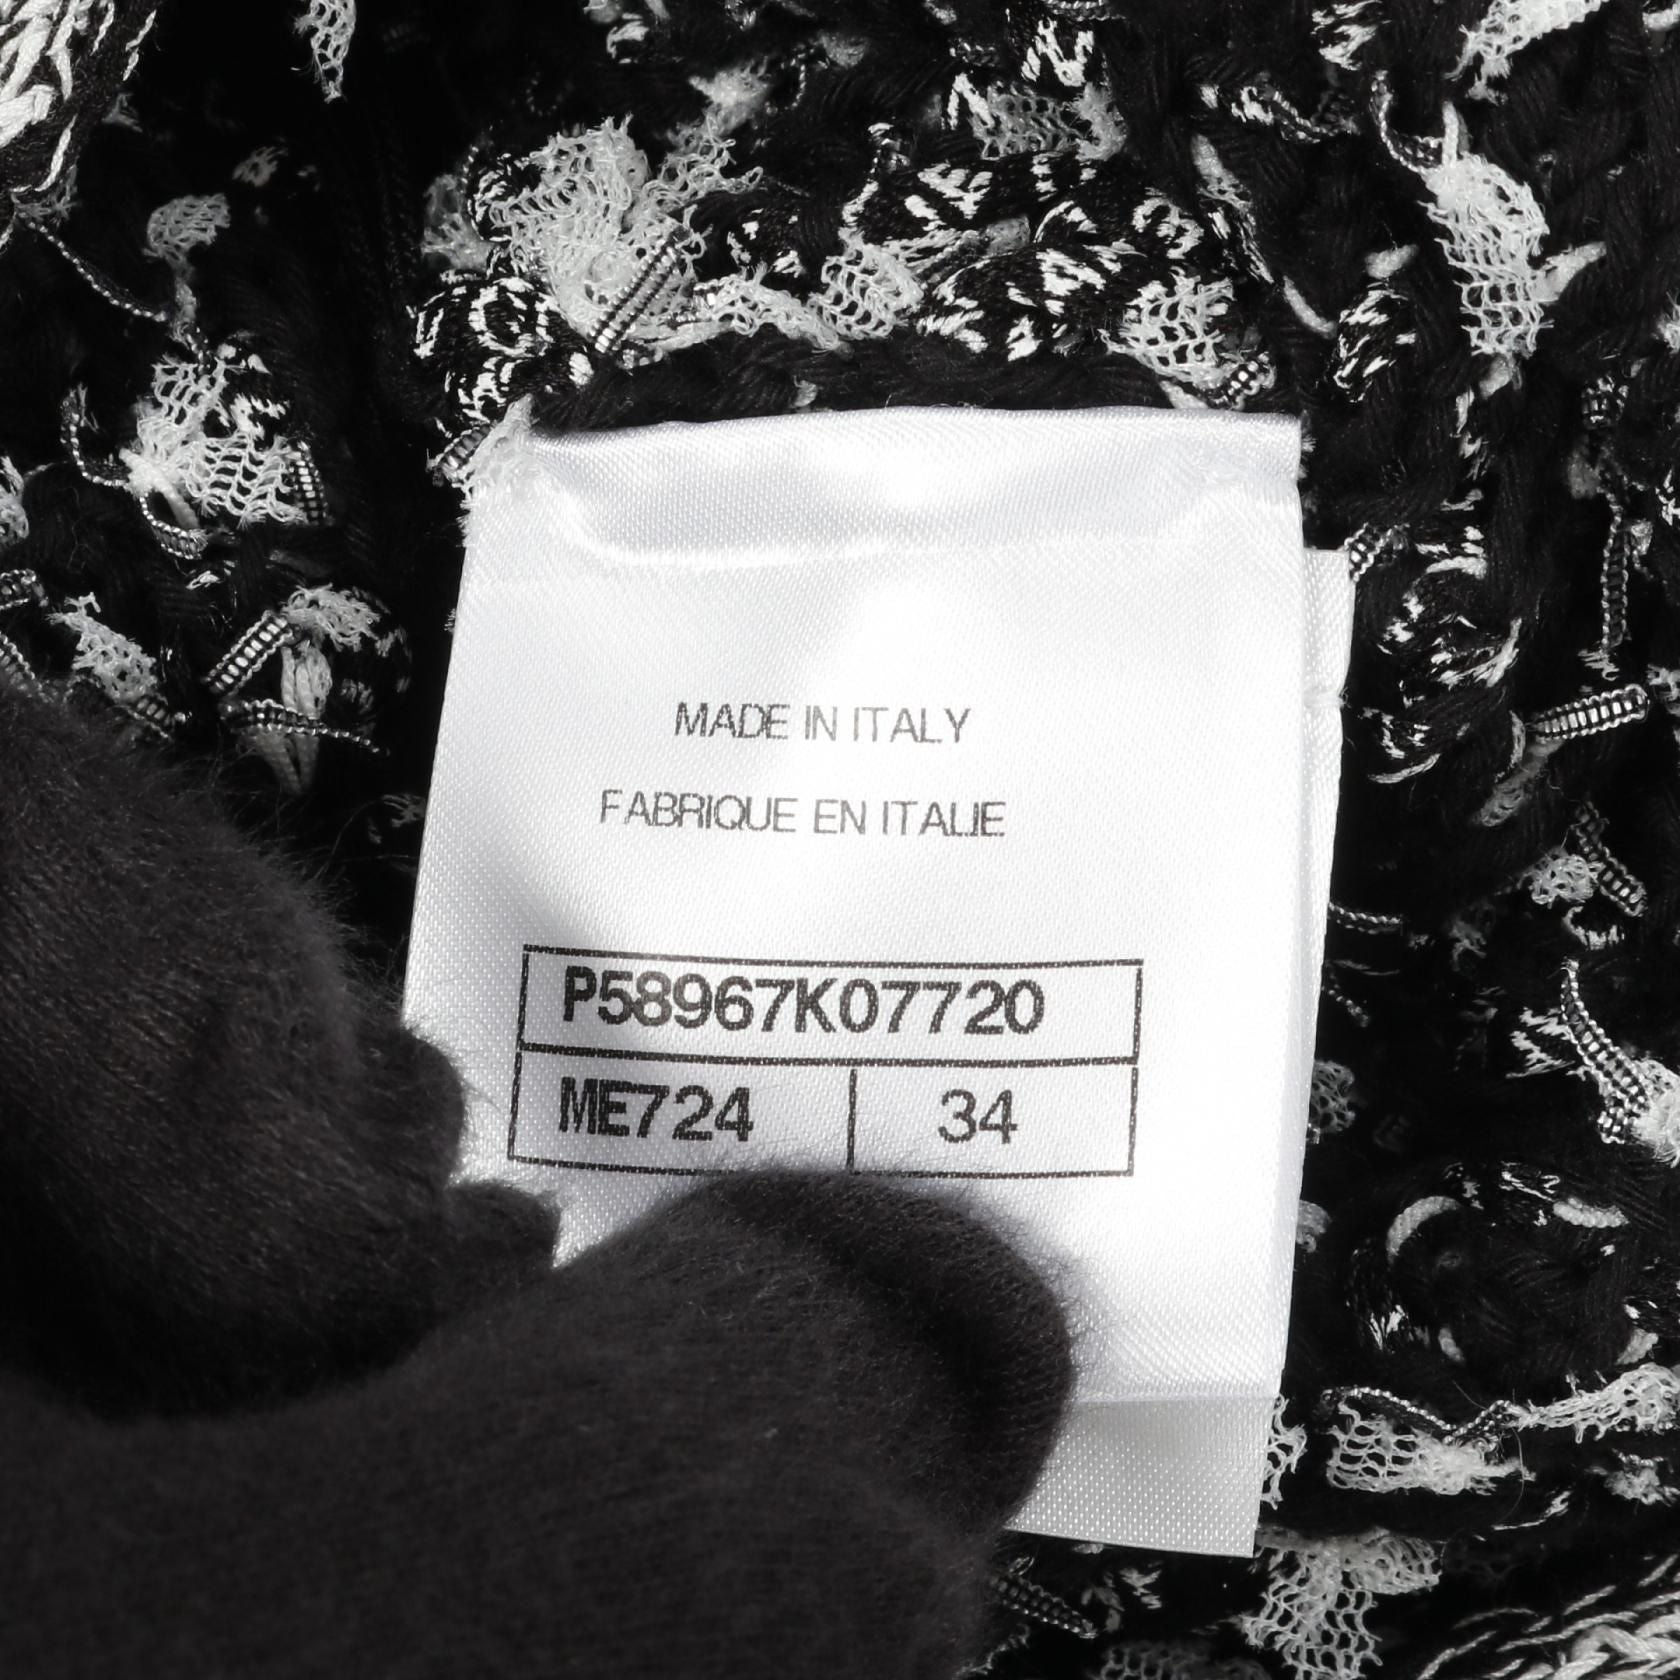 MADE IN ITALY
FABRIQUE EN ITALIE
P58967K07720
ME724 34